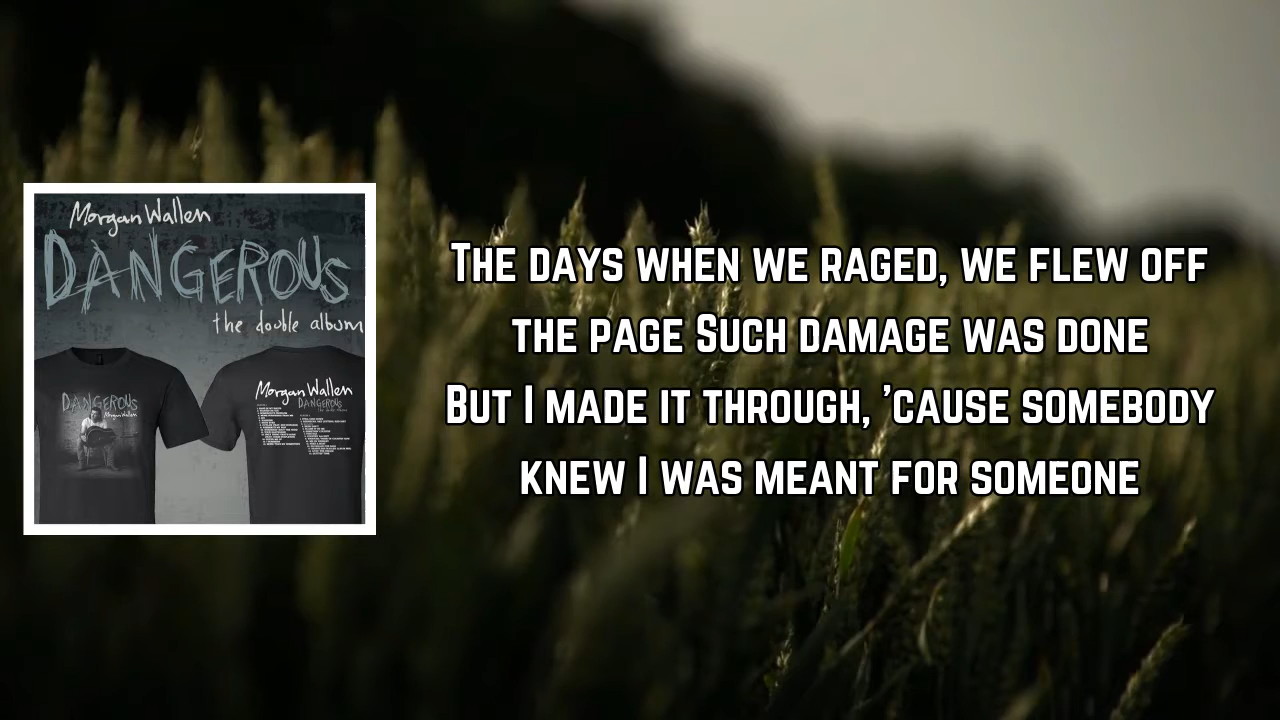 Morgan Wallen
DANGEROUS
the double album
DANGEROUS
Morgan Wallen
Morgan Wallen
DANGEROUS
the double album
THE DAYS WHEN WE RAGED, WE FLEW OFF
THE PAGE SUCH DAMAGE WAS DONE
BUT I MADE IT THROUGH, 'CAUSE SOMEBODY
KNEW I WAS MEANT FOR SOMEONE